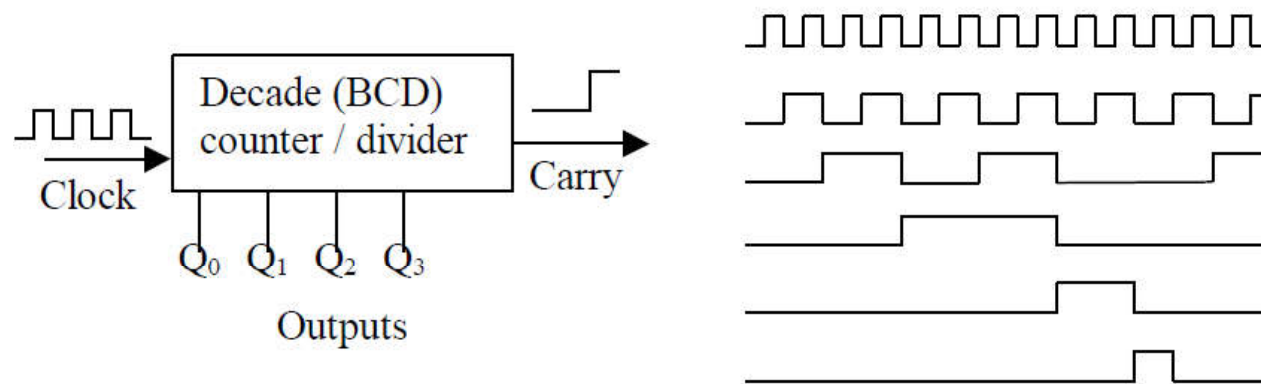 Decade (BCD)
counter / divider
Clock
Carry
Q₀ Q₁ Q₂ Q₃
Outputs